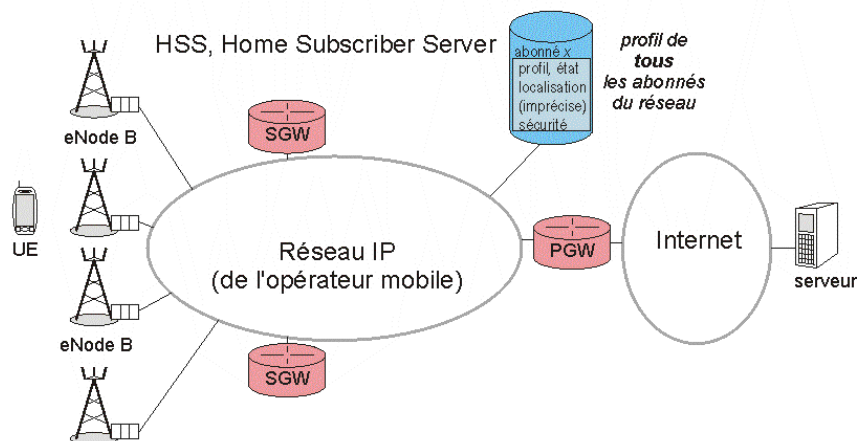 HSS, Home Subscriber Server
abonné x
profil, état
localisation
(imprécise)
sécurité
profil de
tous
les abonnés
du réseau
eNode B
SGW
UE
Réseau IP
(de l'opérateur mobile)
PGW
Internet
serveur
eNode B
SGW